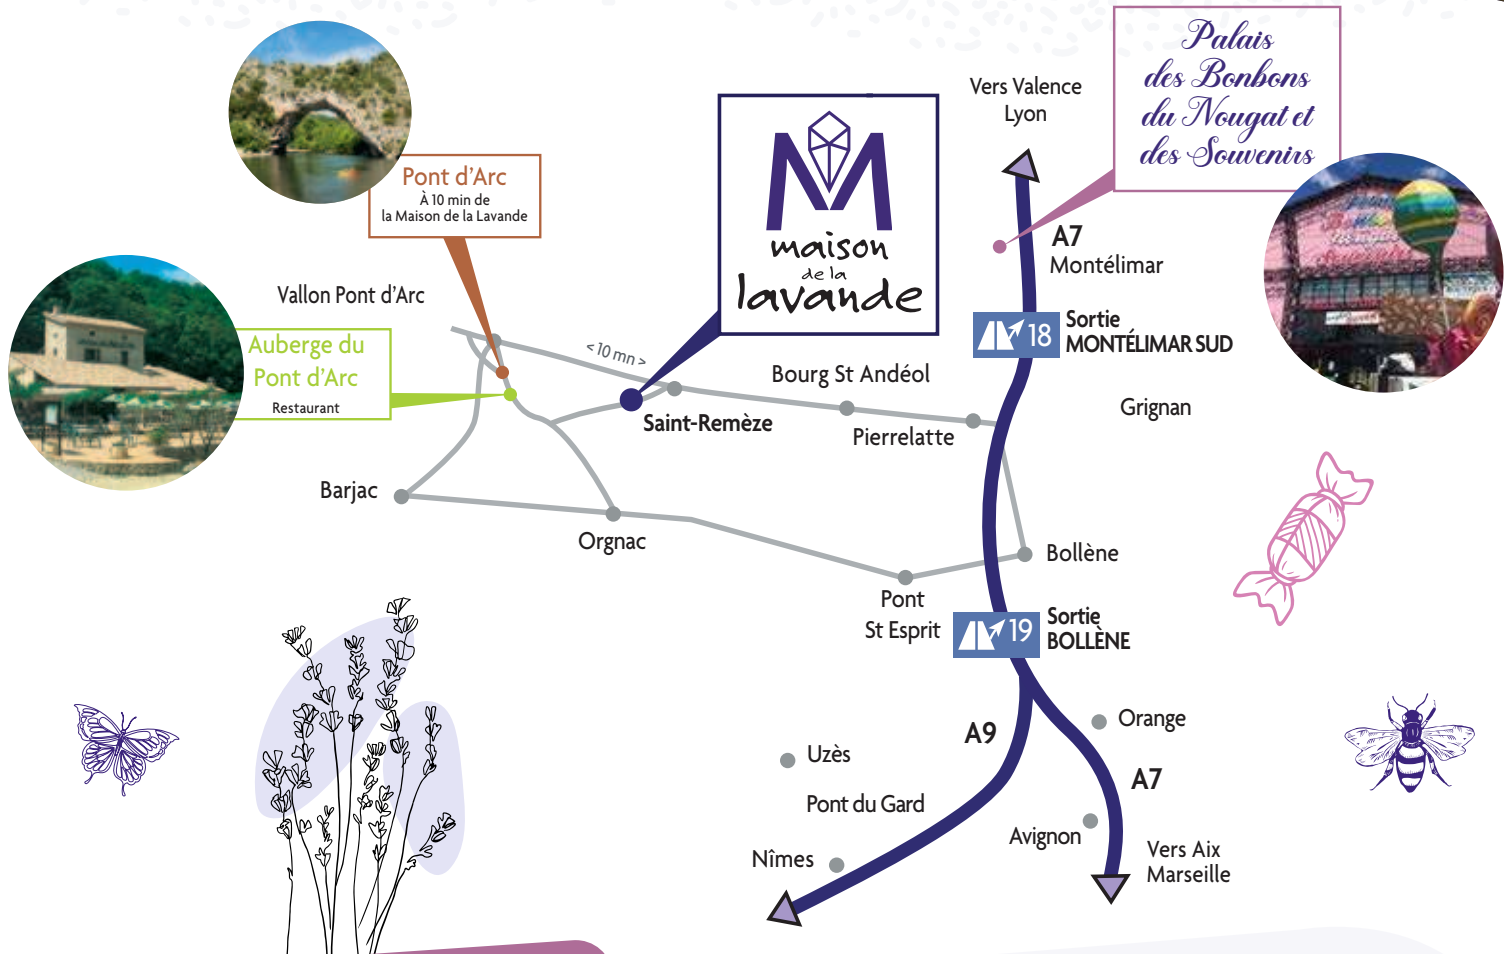 Palais
des Bonbons
du Nougat et
des Souvenirs
Vers Valence
Lyon
Pont d'Arc
À 10 min de
la Maison de la Lavande
M
maison
de la
lavande
A7
Montélimar
Vallon Pont d'Arc
18
Sortie
MONTÉLIMAR SUD
Auberge du
Pont d'Arc
Restaurant
< 10 mn >
Bourg St Andéol
Grignan
Saint-Remèze
Pierrelatte
Barjac
Orgnac
Bollène
Pont
St Esprit
19
Sortie
BOLLÈNE
Orange
A9
Uzès
A7
Pont du Gard
Avignon
Nîmes
Vers Aix
Marseille